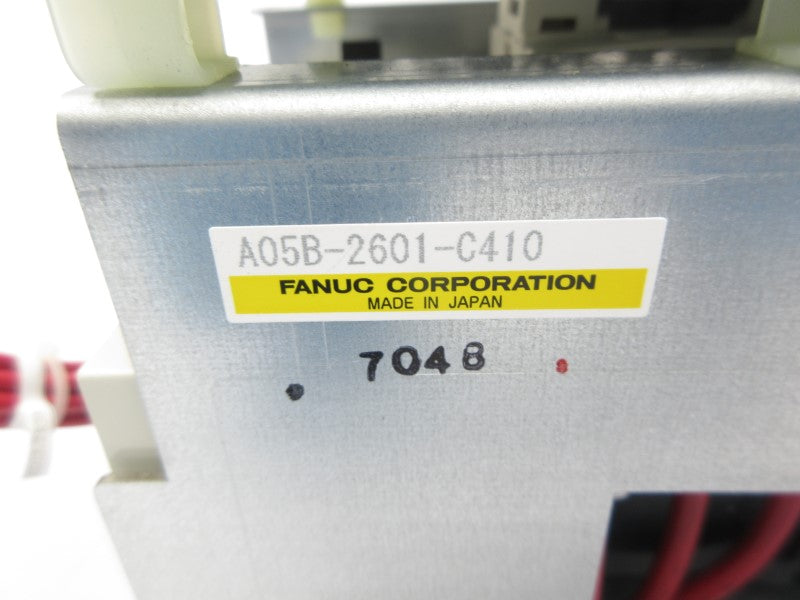 A05B-2601-C410
FANUC CORPORATION
MADE IN JAPAN
7048